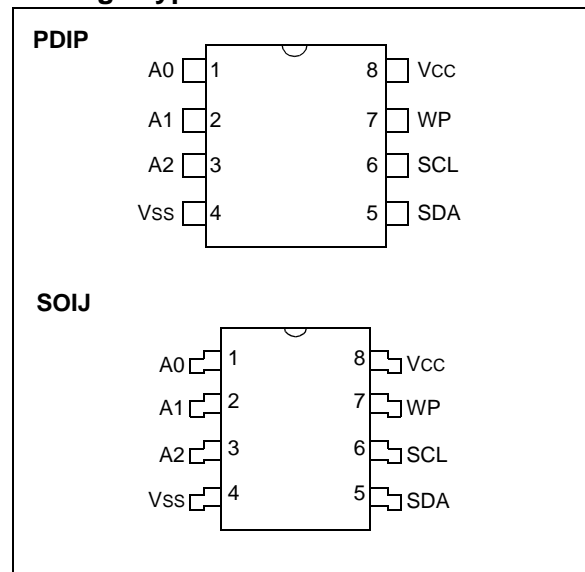 PDIP
A0 1 8 VCC
A1 2 7 WP
A2 3 6 SCL
VSS 4 5 SDA
SOIJ
A0 1 8 VCC
A1 2 7 WP
A2 3 6 SCL
VSS 4 5 SDA